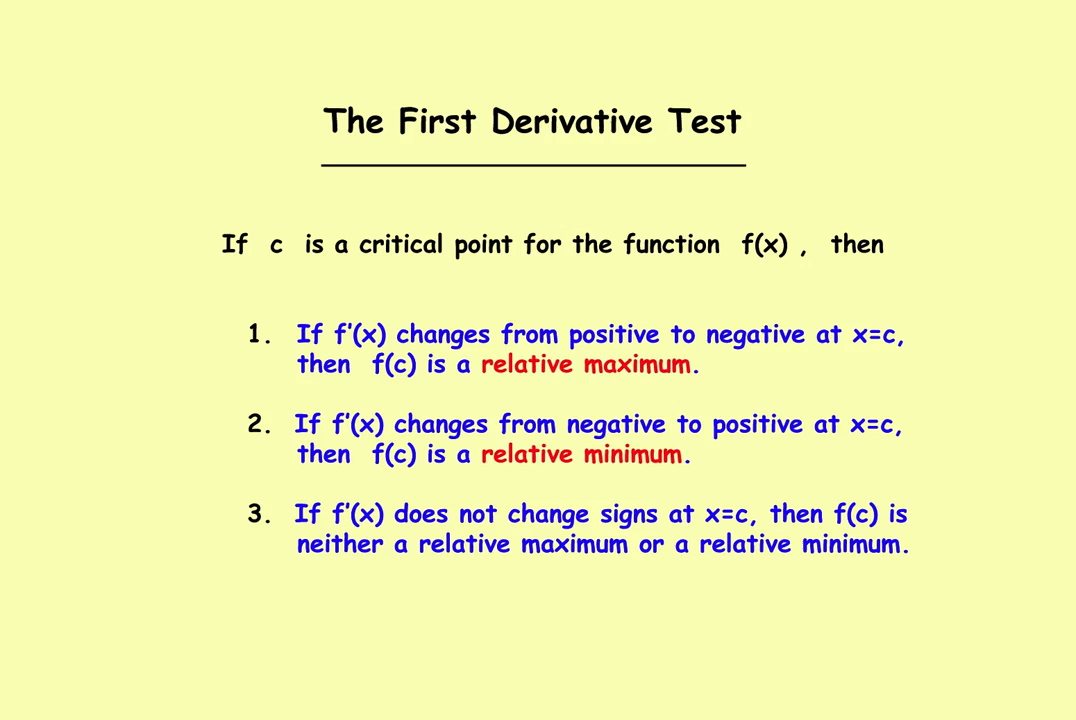 The First Derivative Test
If c is a critical point for the function f(x) , then
1. If f'(x) changes from positive to negative at x=c,
then f(c) is a relative maximum.
2. If f'(x) changes from negative to positive at x=c,
then f(c) is a relative minimum.
3. If f'(x) does not change signs at x=c, then f(c) is
neither a relative maximum or a relative minimum.